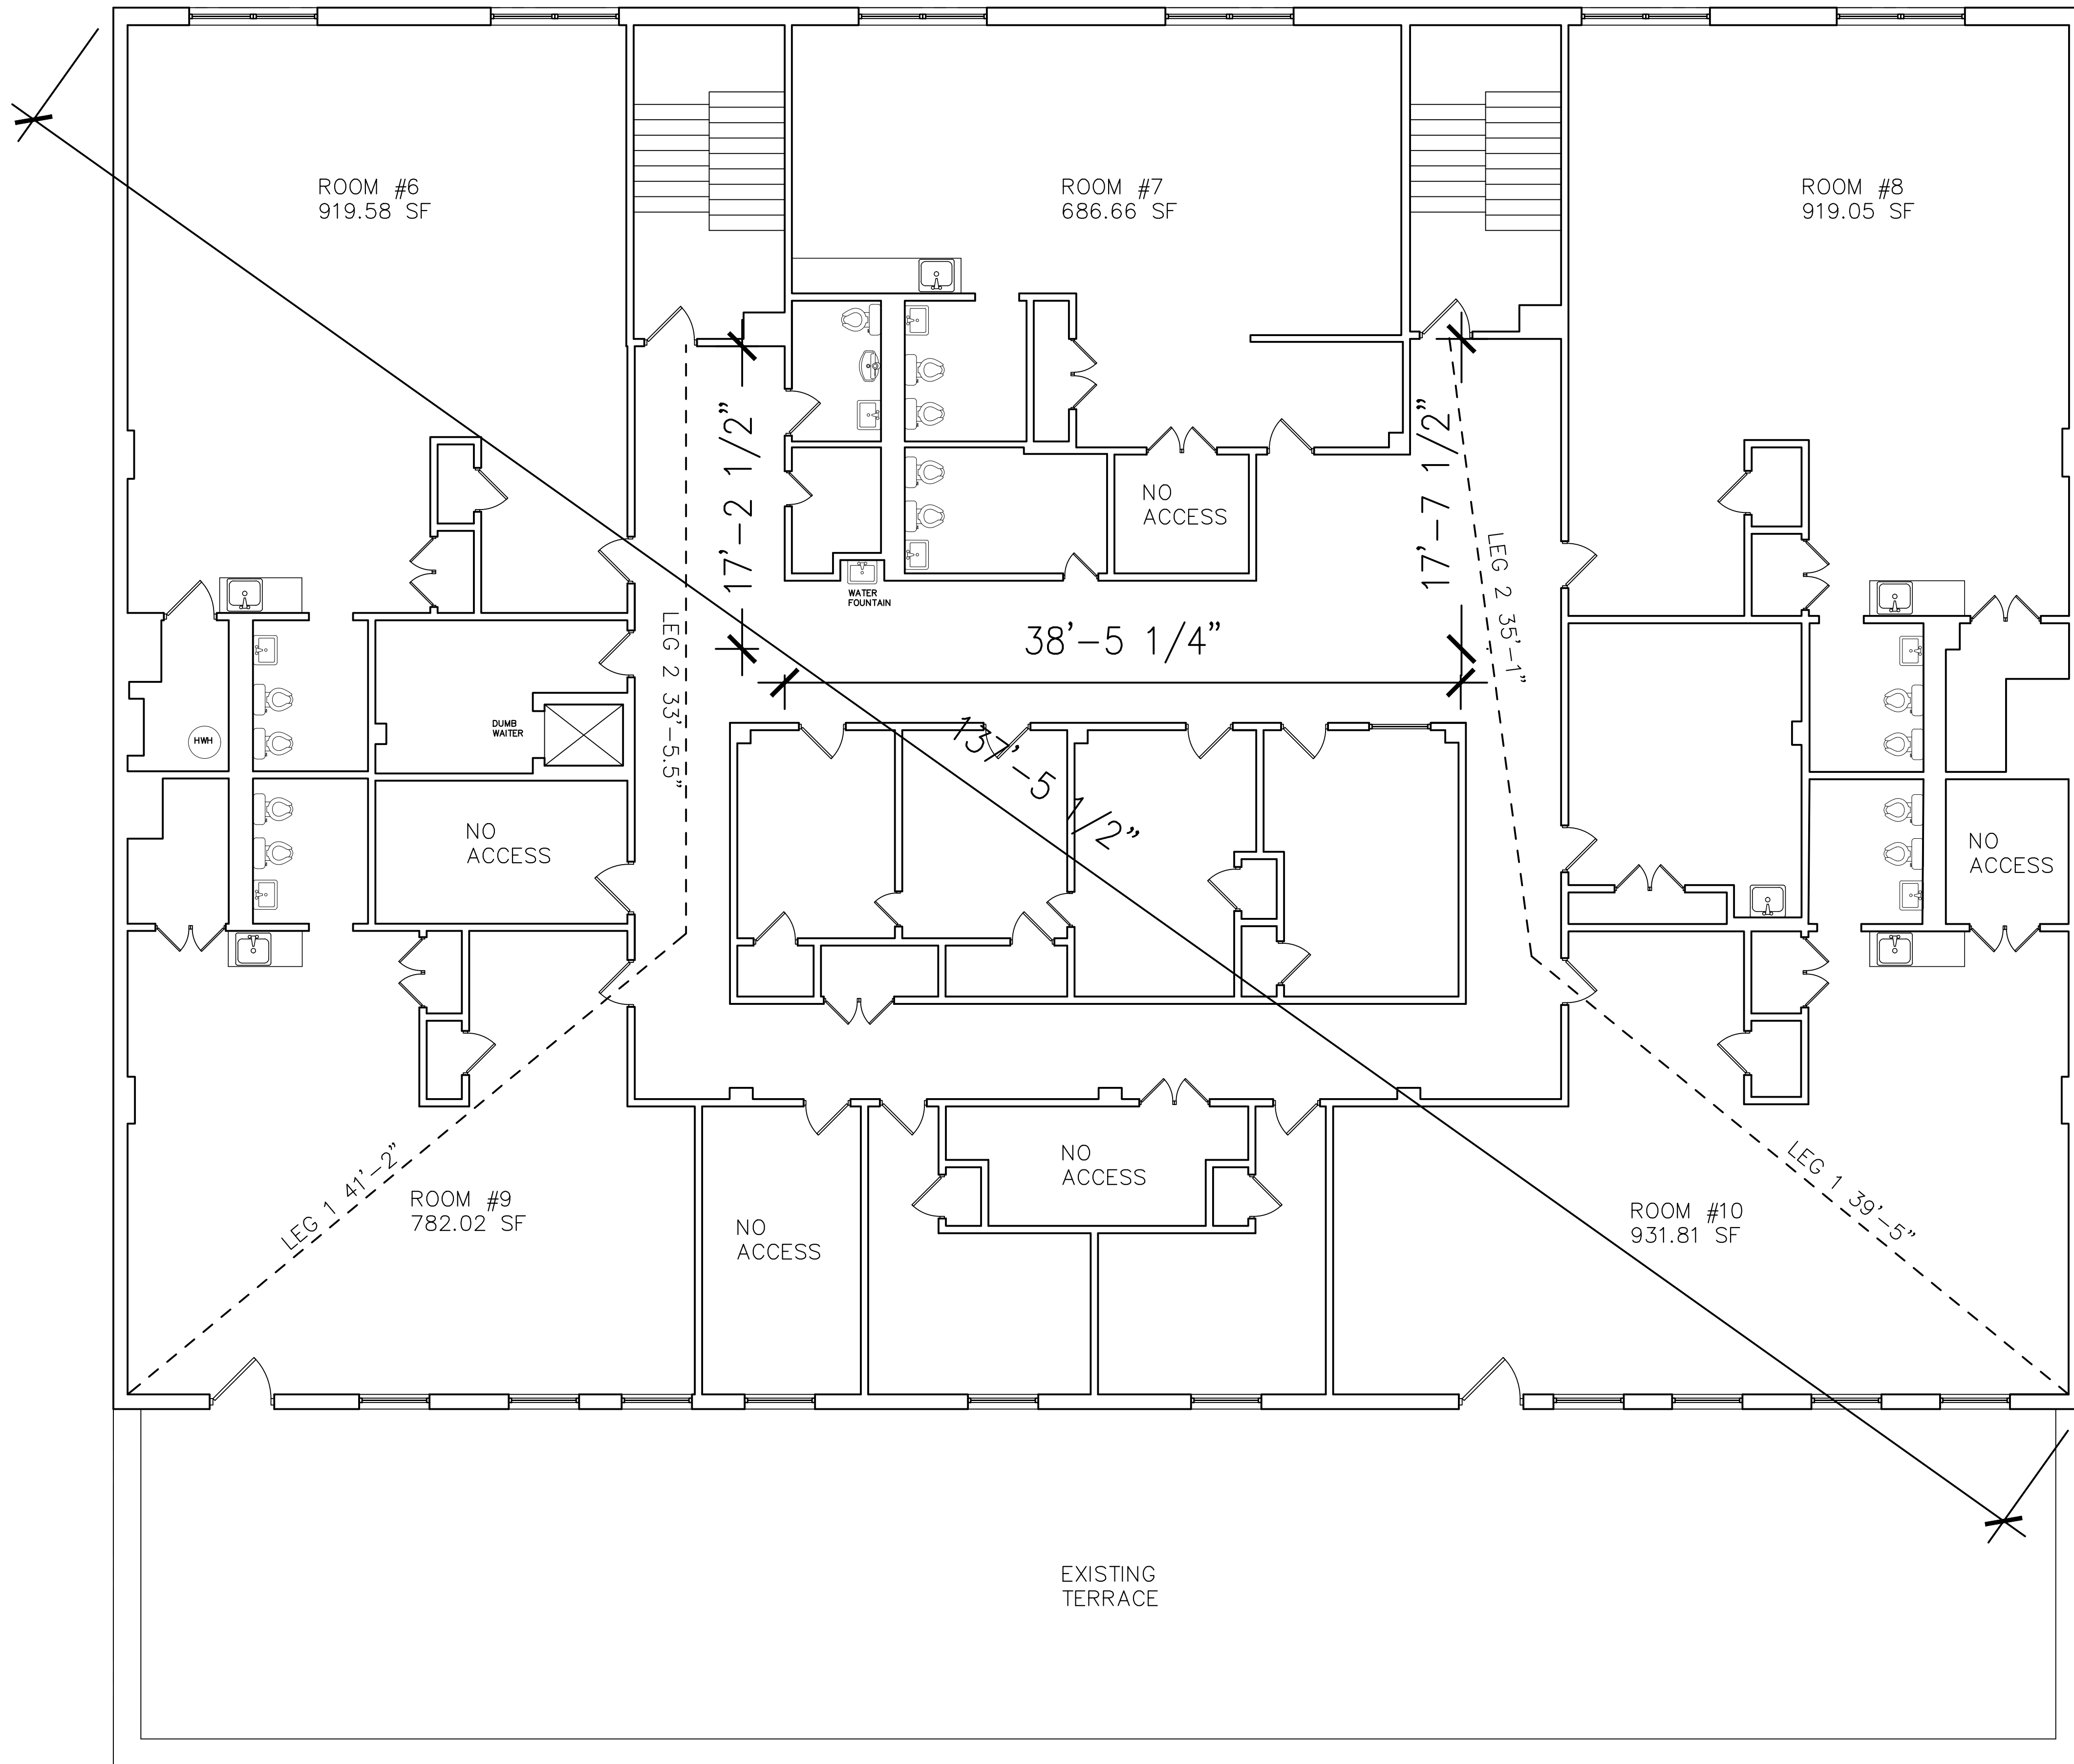 ROOM #6
919.58 SF
ROOM #7
686.66 SF
ROOM #8
919.05 SF
17'-2 1/2"
17'-7 1/2"
NO
ACCESS
LEG 2 35'-1"
WATER
FOUNTAIN
38'-5 1/4"
LEG 2 33'-5.5"
DUMB
WAITER
HWH
137'-5 1/2"
NO
ACCESS
NO
ACCESS
LEG 1 41'-2"
ROOM #9
782.02 SF
NO
ACCESS
NO
ACCESS
LEG 1 39'-5"
ROOM #10
931.81 SF
EXISTING
TERRACE